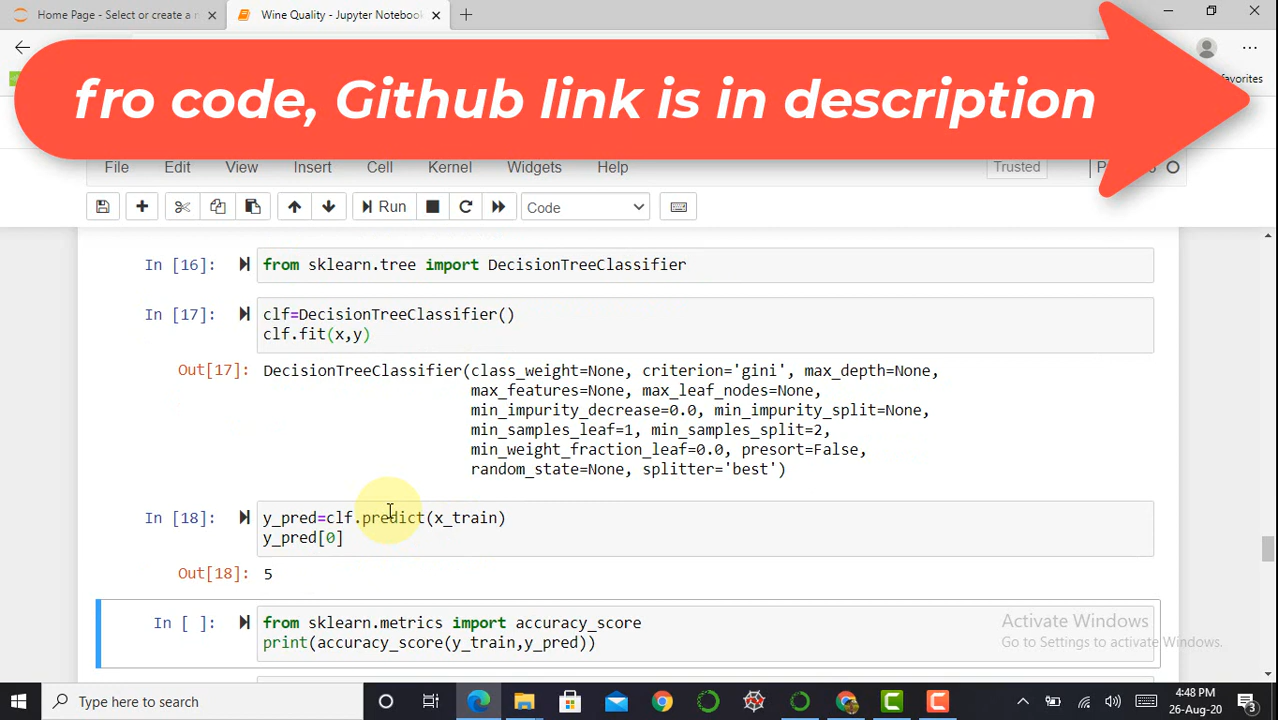 Home Page - Select or create a n
Wine Quality - Jupyter Notebook
fro code, Github link is in description
avorites
File Edit View Insert Cell Kernel Widgets Help
Trusted
Run
Code
In [16]: from sklearn.tree import DecisionTreeClassifier
In [17]: clf=DecisionTreeClassifier()
clf.fit(x,y)
Out[17]: DecisionTreeClassifier(class_weight=None, criterion='gini', max_depth=None,
max_features=None, max_leaf_nodes=None,
min_impurity_decrease=0.0, min_impurity_split=None,
min_samples_leaf=1, min_samples_split=2,
min_weight_fraction_leaf=0.0, presort=False,
random_state=None, splitter='best')
In [18]: y_pred=clf.predict(x_train)
y_pred[0]
Out[18]: 5
In [ ]: from sklearn.metrics import accuracy_score
print(accuracy_score(y_train,y_pred))
Activate Windows
Go to Settings to activate Windows.
Type here to search
4:48 PM
26-Aug-20
3